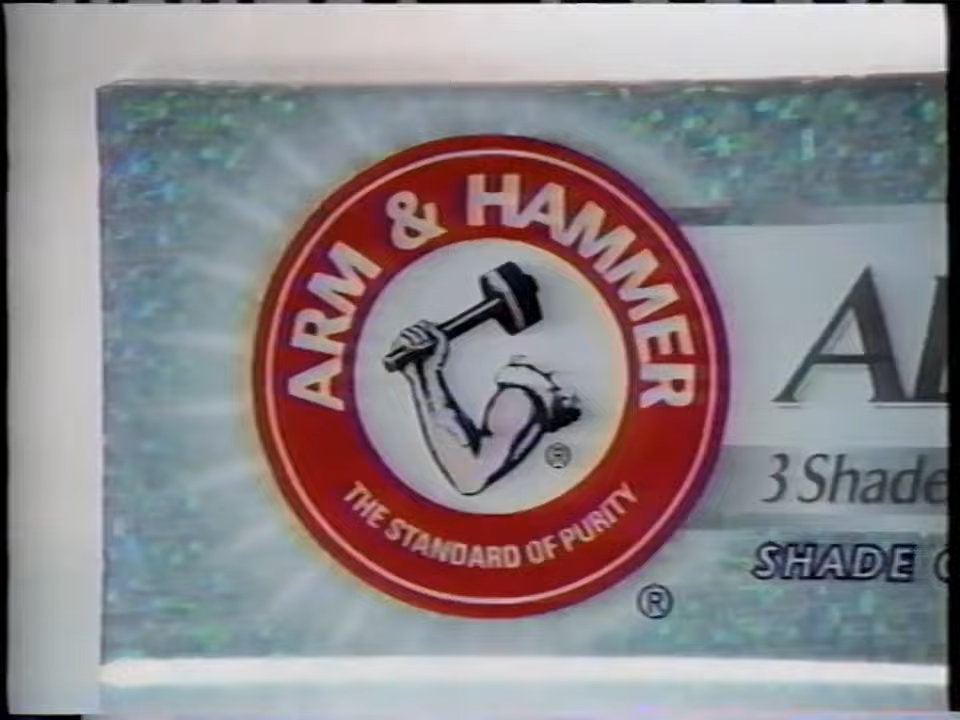 ARM & HAMMER
®
THE STANDARD OF PURITY
®
3 Shade
SHADE